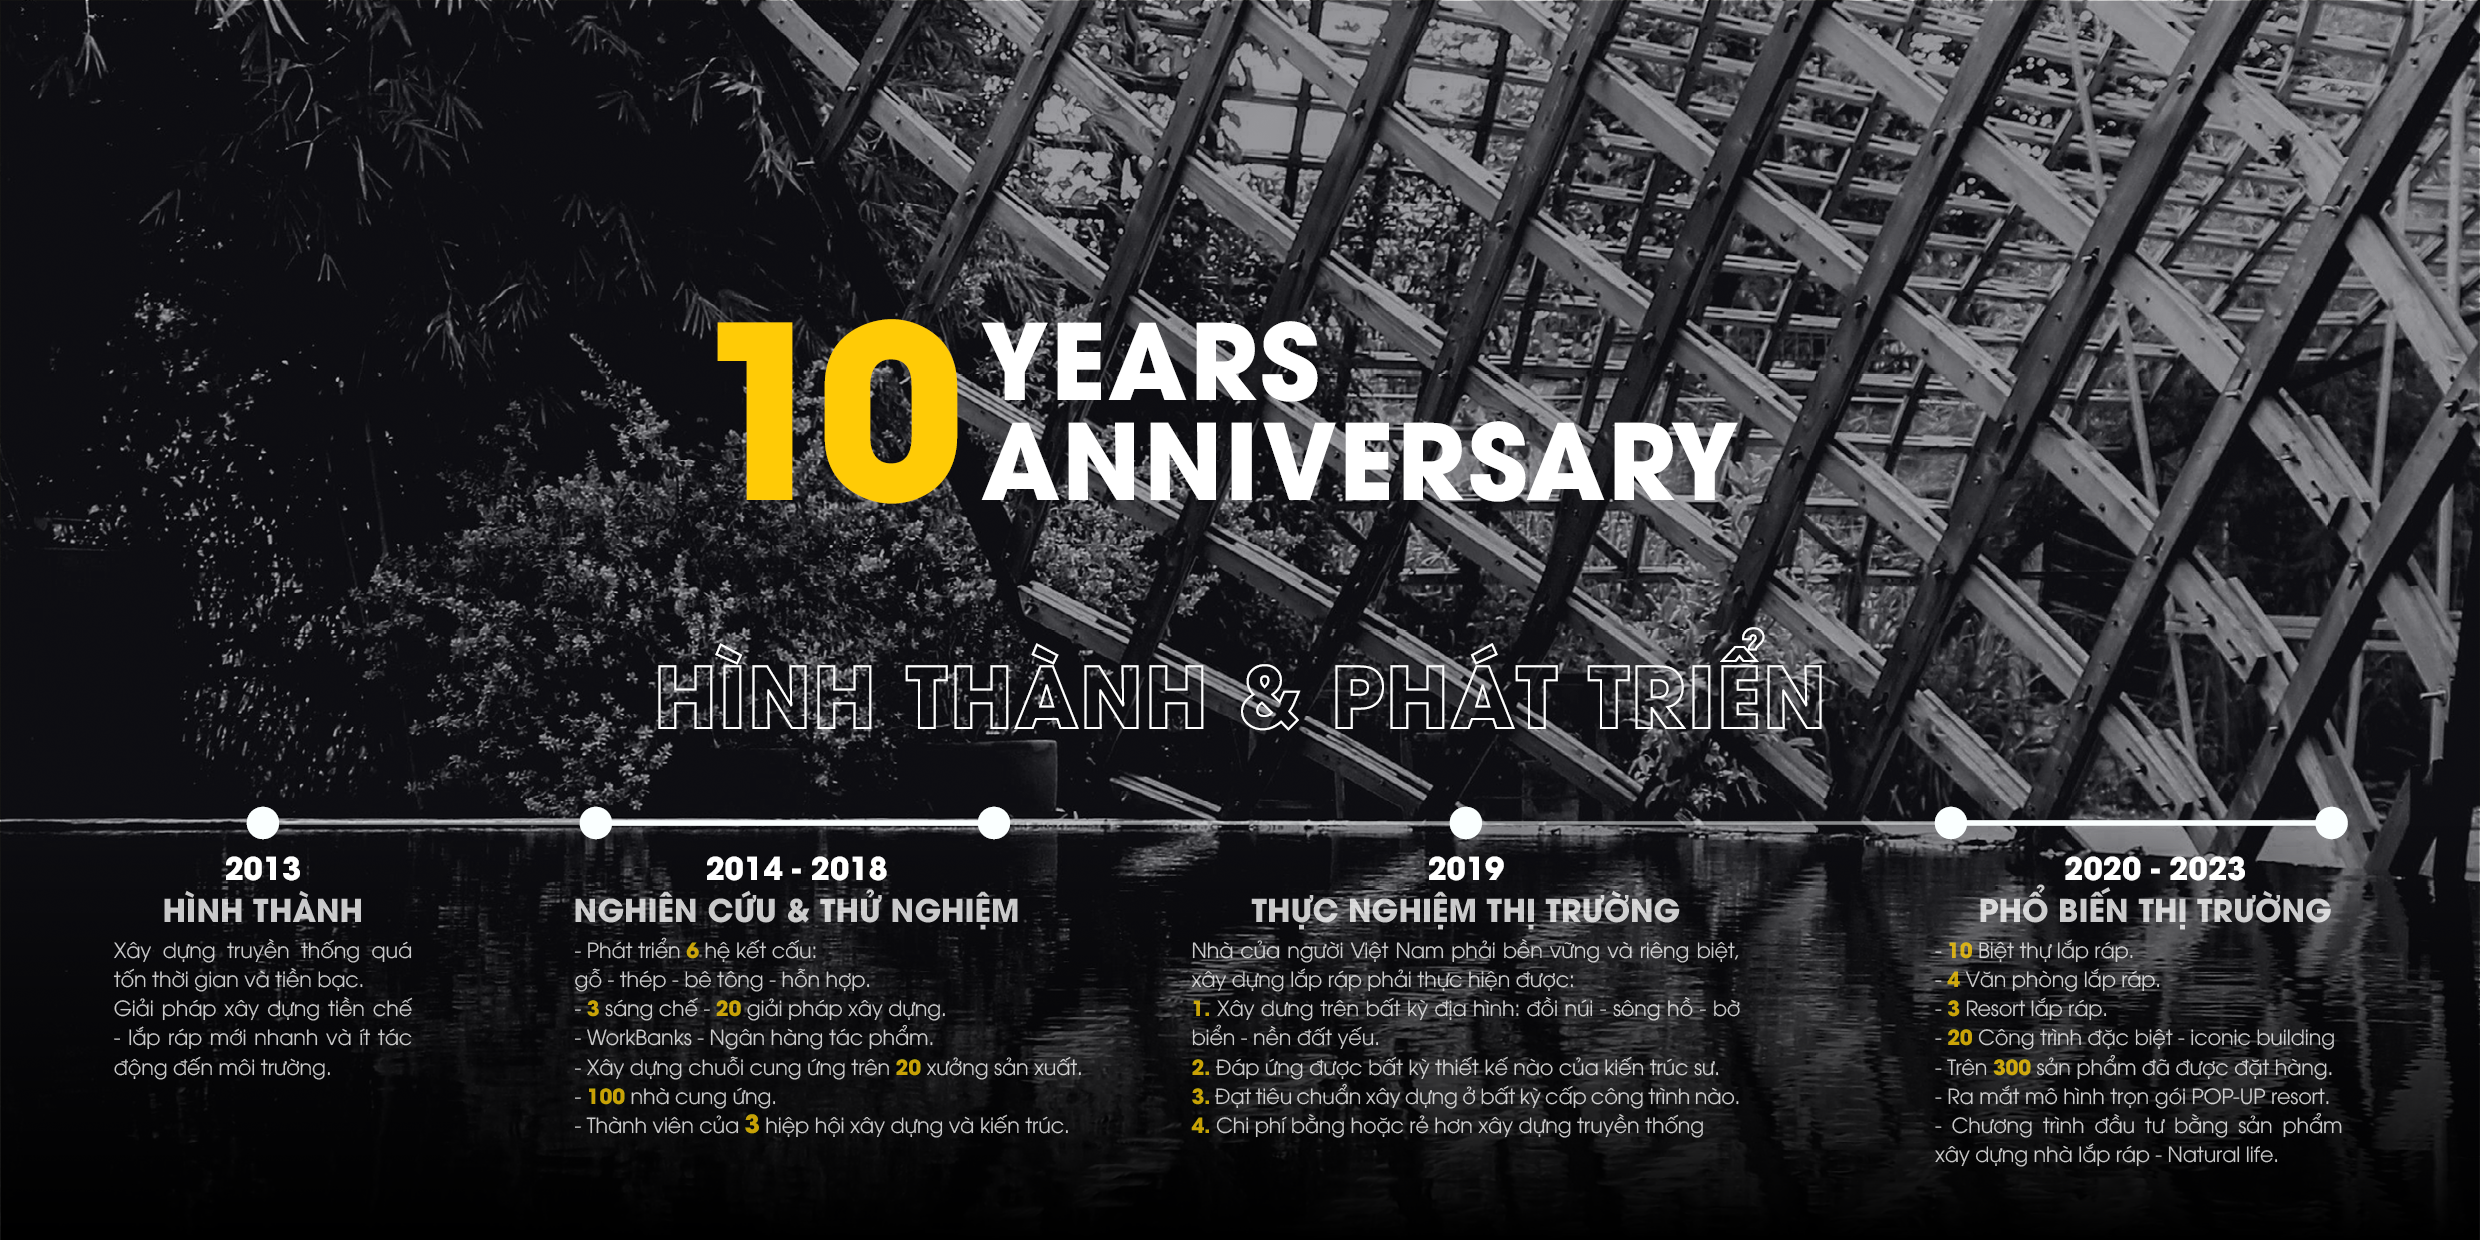 10 YEARS
ANNIVERSARY
HÌNH THÀNH & PHÁT TRIỂN
2013
HÌNH THÀNH
Xây dựng truyền thống quá
tốn thời gian và tiền bạc.
Giải pháp xây dựng tiền chế
- lắp ráp mới nhanh và ít tác
động đến môi trường.
2014 - 2018
NGHIÊN CỨU & THỬ NGHIỆM
- Phát triển 6 hệ kết cấu:
gỗ - thép - bê tông - hỗn hợp.
- 3 sáng chế - 20 giải pháp xây dựng.
- WorkBanks - Ngân hàng tác phẩm.
- Xây dựng chuỗi cung ứng trên 20 xưởng sản xuất.
- 100 nhà cung ứng.
- Thành viên của 3 hiệp hội xây dựng và kiến trúc.
2019
THỰC NGHIỆM THỊ TRƯỜNG
Nhà của người Việt Nam phải bền vững và riêng biệt,
xây dựng lắp ráp phải thực hiện được:
1. Xây dưng trên bất kỳ địa hình: đồi núi - sông hồ - bờ
biển - nền đất yếu.
2. Đáp ứng được bất kỳ thiết kế nào của kiến trúc sư.
3. Đạt tiêu chuẩn xây dựng ở bất kỳ cấp công trình nào.
4. Chi phí bằng hoặc rẻ hơn xây dựng truyền thống
2020 - 2023
PHỔ BIẾN THỊ TRƯỜNG
- 10 Biệt thự lắp ráp.
- 4 Văn phòng lắp ráp.
- 3 Resort lắp ráp.
- 20 Công trình đặc biệt - iconic building
- Trên 300 sản phẩm đã được đặt hàng.
- Ra mắt mô hình trọn gói POP-UP resort.
- Chương trình đầu tư bằng sản phẩm
xây dựng nhà lắp ráp - Natural life.